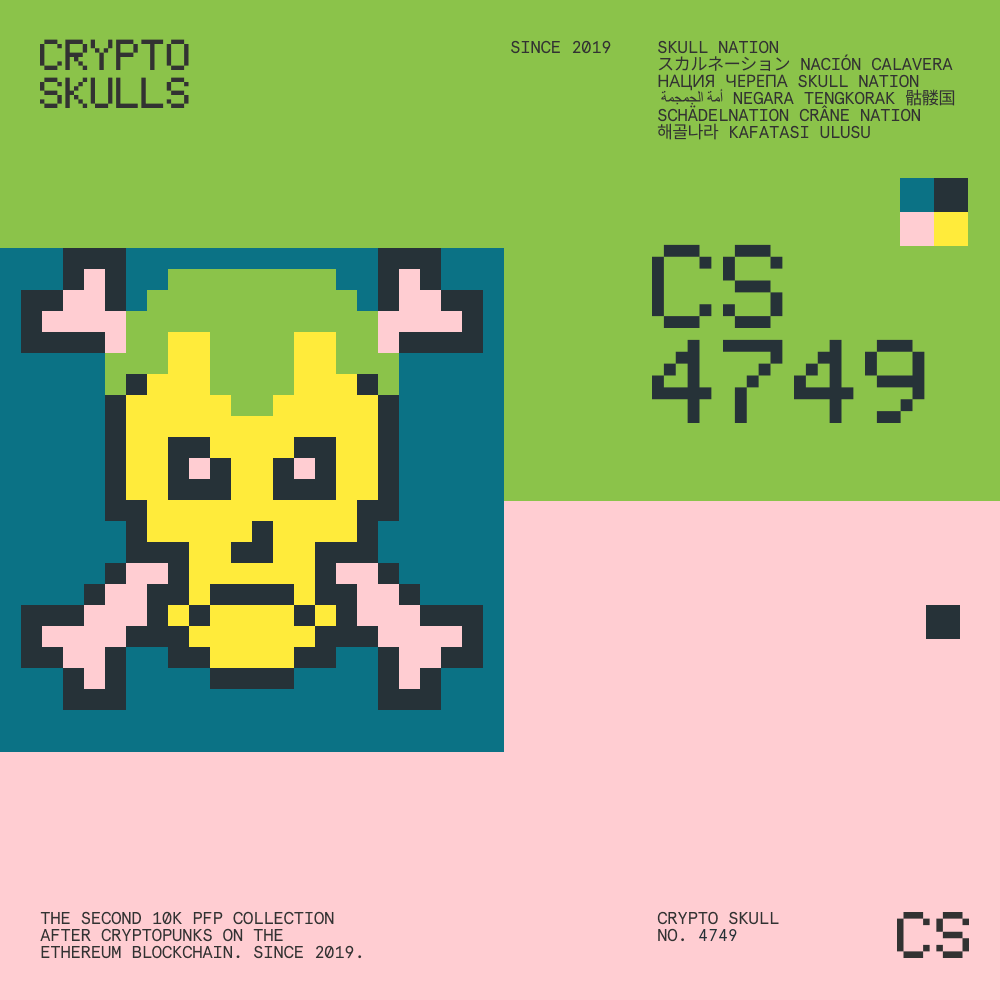 CRYPTO
SKULLS
SINCE 2019
SKULL NATION
スカルネーション NACIÓN CALAVERA
НАЦИЯ ЧЕРЕПА SKULL NATION
أمة الجمجمة NEGARA TENGKORAK 骷髅国
SCHÄDELNATION CRÂNE NATION
해골나라 KAFATASI ULUSU
CS
4749
THE SECOND 10K PFP COLLECTION
AFTER CRYPTOPUNKS ON THE
ETHEREUM BLOCKCHAIN. SINCE 2019.
CRYPTO SKULL
NO. 4749
CS